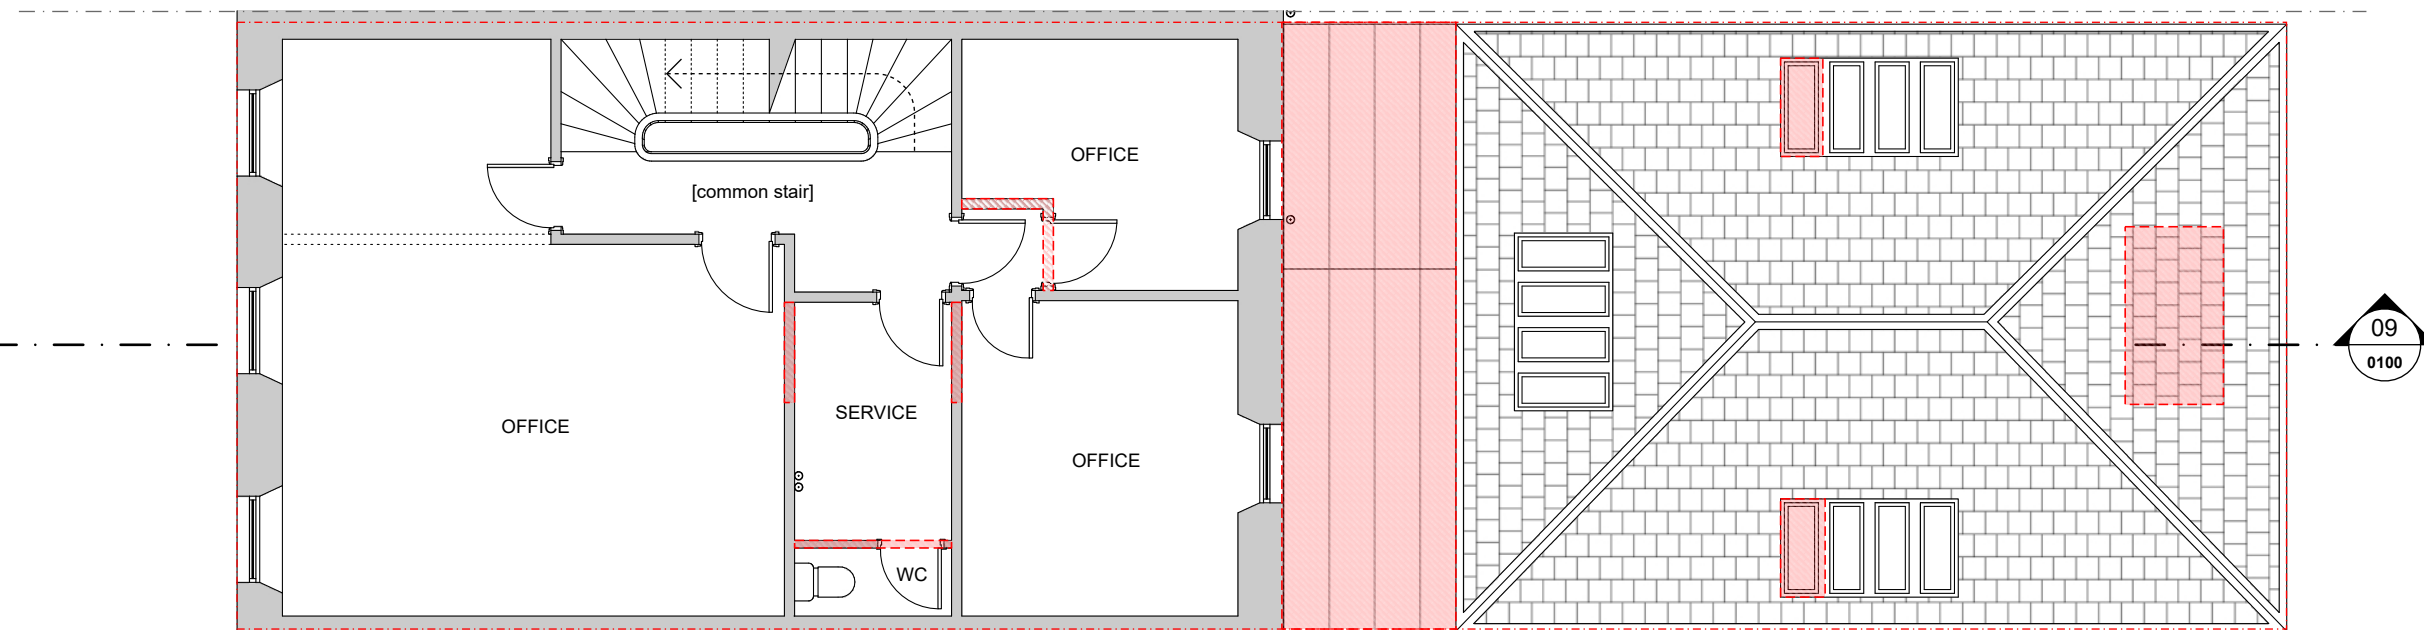 OFFICE
[common stair]
09
0100
SERVICE
OFFICE
OFFICE
WC